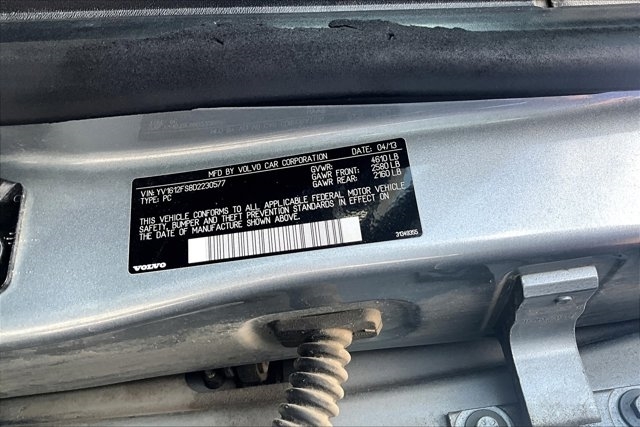 MFD BY VOLVO CAR CORPORATION DATE: 04/13
VIN: YV1612FS8D2230577 GVWR: 4610 LB
TYPE: PC GAWR FRONT: 2580 LB
GAWR REAR: 2160 LB
THIS VEHICLE CONFORMS TO ALL APPLICABLE FEDERAL MOTOR VEHICLE
SAFETY, BUMPER AND THEFT PREVENTION STANDARDS IN EFFECT ON
THE DATE OF MANUFACTURE SHOWN ABOVE.
31349355
VOLVO